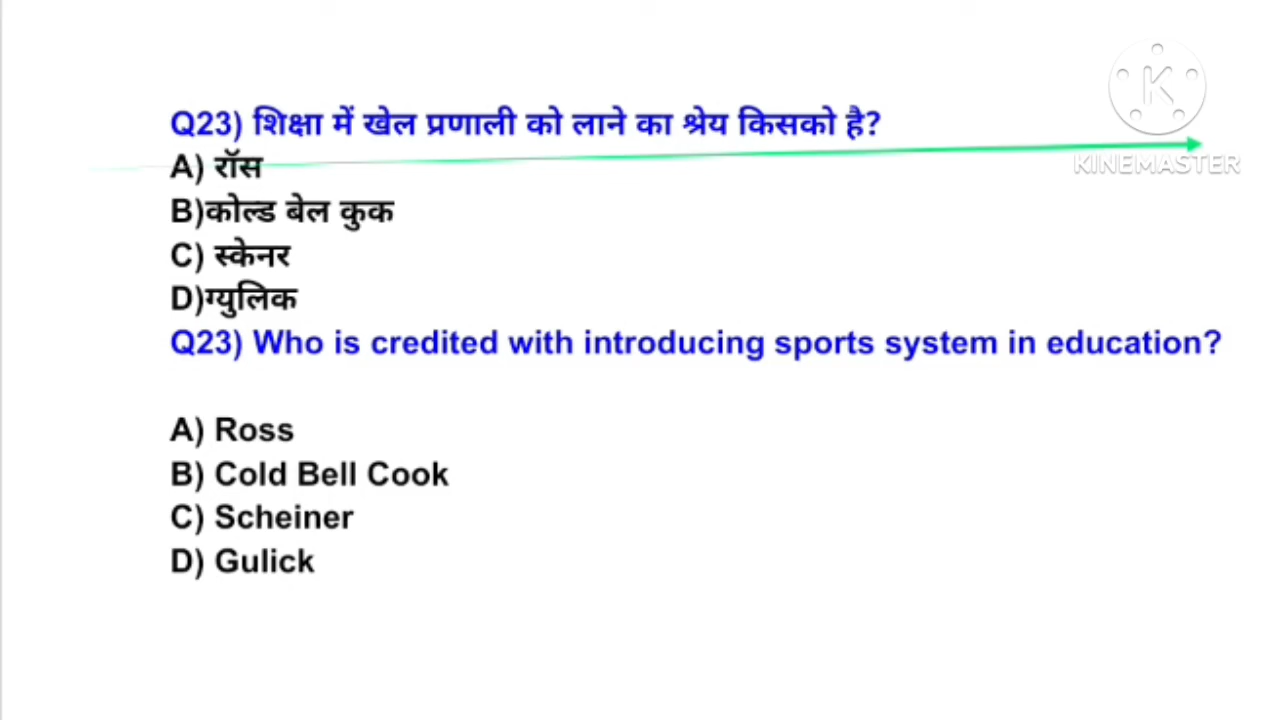 Q23) शिक्षा में खेल प्रणाली को लाने का श्रेय किसको है?
A) रॉस
B)कोल्ड बेल कुक
C) स्केनर
D)ग्युलिक
Q23) Who is credited with introducing sports system in education?
A) Ross
B) Cold Bell Cook
C) Scheiner
D) Gulick
K
KINEMASTER